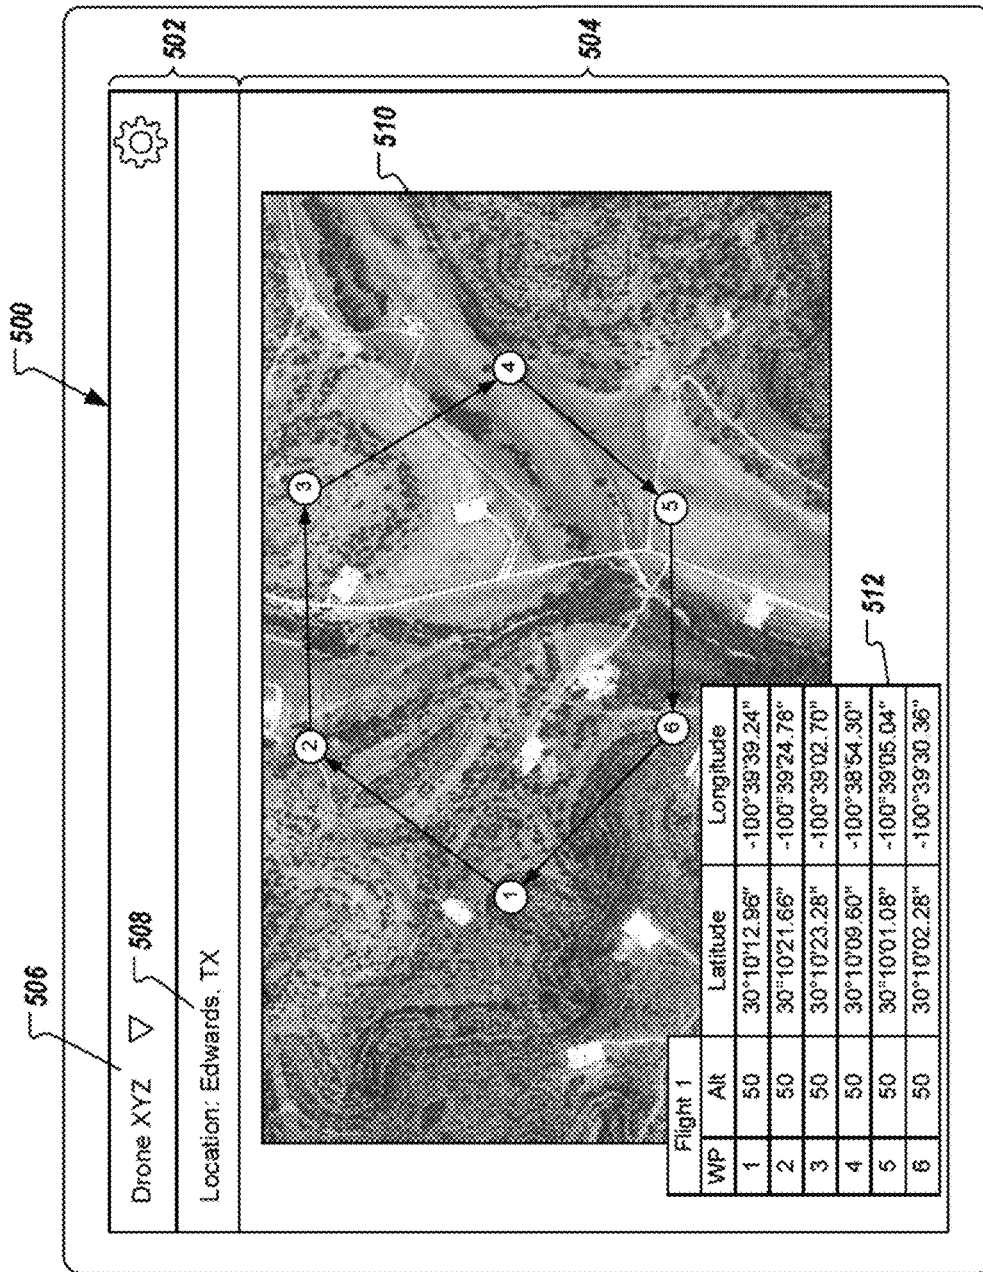 500
506
Drone XYZ
508
502
Location: Edwards, TX
504
510
3
2
4
1
5
6
512
Flight 1
WP Alt Latitude Longitude
1 50 30°10'12.96" -100°39'39.24"
2 50 30°10'21.66" -100°39'24.78"
3 50 30°10'23.28" -100°39'02.70"
4 50 30°10'09.60" -100°38'54.30"
5 50 30°10'01.08" -100°39'05.04"
6 50 30°10'02.28" -100°39'30.36"